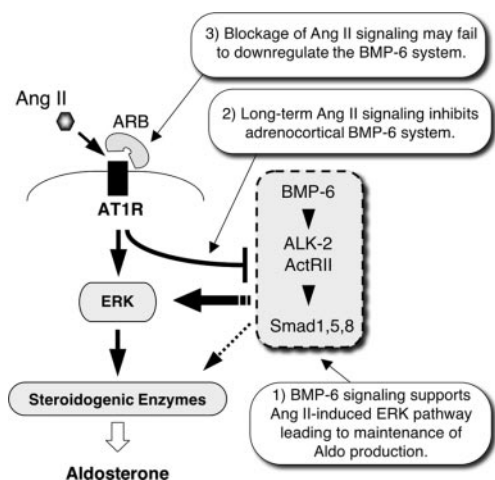 3) Blockage of Ang II signaling may fail
to downregulate the BMP-6 system.
Ang II
ARB
2) Long-term Ang II signaling inhibits
adrenocortical BMP-6 system.
AT1R
BMP-6
ALK-2
ActRII
Smad1,5,8
ERK
Steroidogenic Enzymes
Aldosterone
1) BMP-6 signaling supports
Ang II-induced ERK pathway
leading to maintenance of
Aldo production.